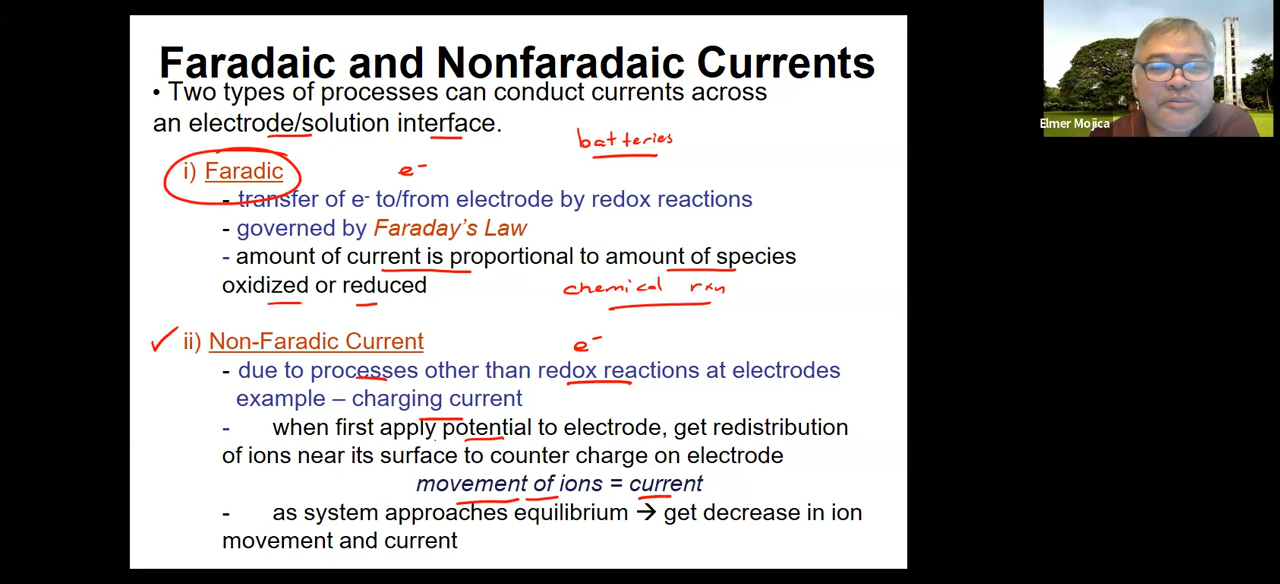 Faradaic and Nonfaradaic Currents
• Two types of processes can conduct currents across
an electrode/solution interface.
batteries
i) Faradic
e-
- transfer of e- to/from electrode by redox reactions
- governed by Faraday's Law
- amount of current is proportional to amount of species
oxidized or reduced
chemical rxn
ii) Non-Faradic Current
e-
- due to processes other than redox reactions at electrodes
example – charging current
- when first apply potential to electrode, get redistribution
of ions near its surface to counter charge on electrode
movement of ions = current
- as system approaches equilibrium → get decrease in ion
movement and current
Elmer Mojica